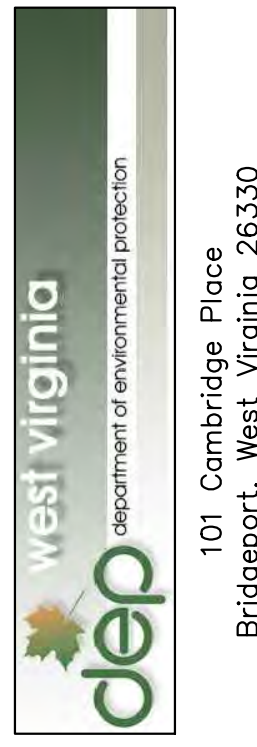 west virginia
dep
department of environmental protection
101 Cambridge Place
Bridgeport, West Virginia 26330